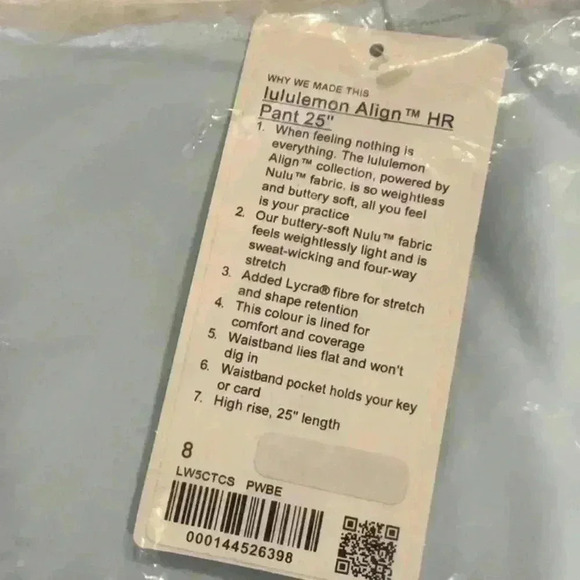 WHY WE MADE THIS
lululemon Align™ HR
Pant 25"
1. When feeling nothing is
everything. The lululemon
Align™ collection, powered by
Nulu™ fabric, is so weightless
and buttery soft, all you feel
is your practice
2. Our buttery-soft Nulu™ fabric
feels weightlessly light and is
sweat-wicking and four-way
stretch
3. Added Lycra® fibre for stretch
and shape retention
4. This colour is lined for
comfort and coverage
5. Waistband lies flat and won't
dig in
6. Waistband pocket holds your key
or card
7. High rise, 25" length
8
LW5CTCS PWBE
000144526398